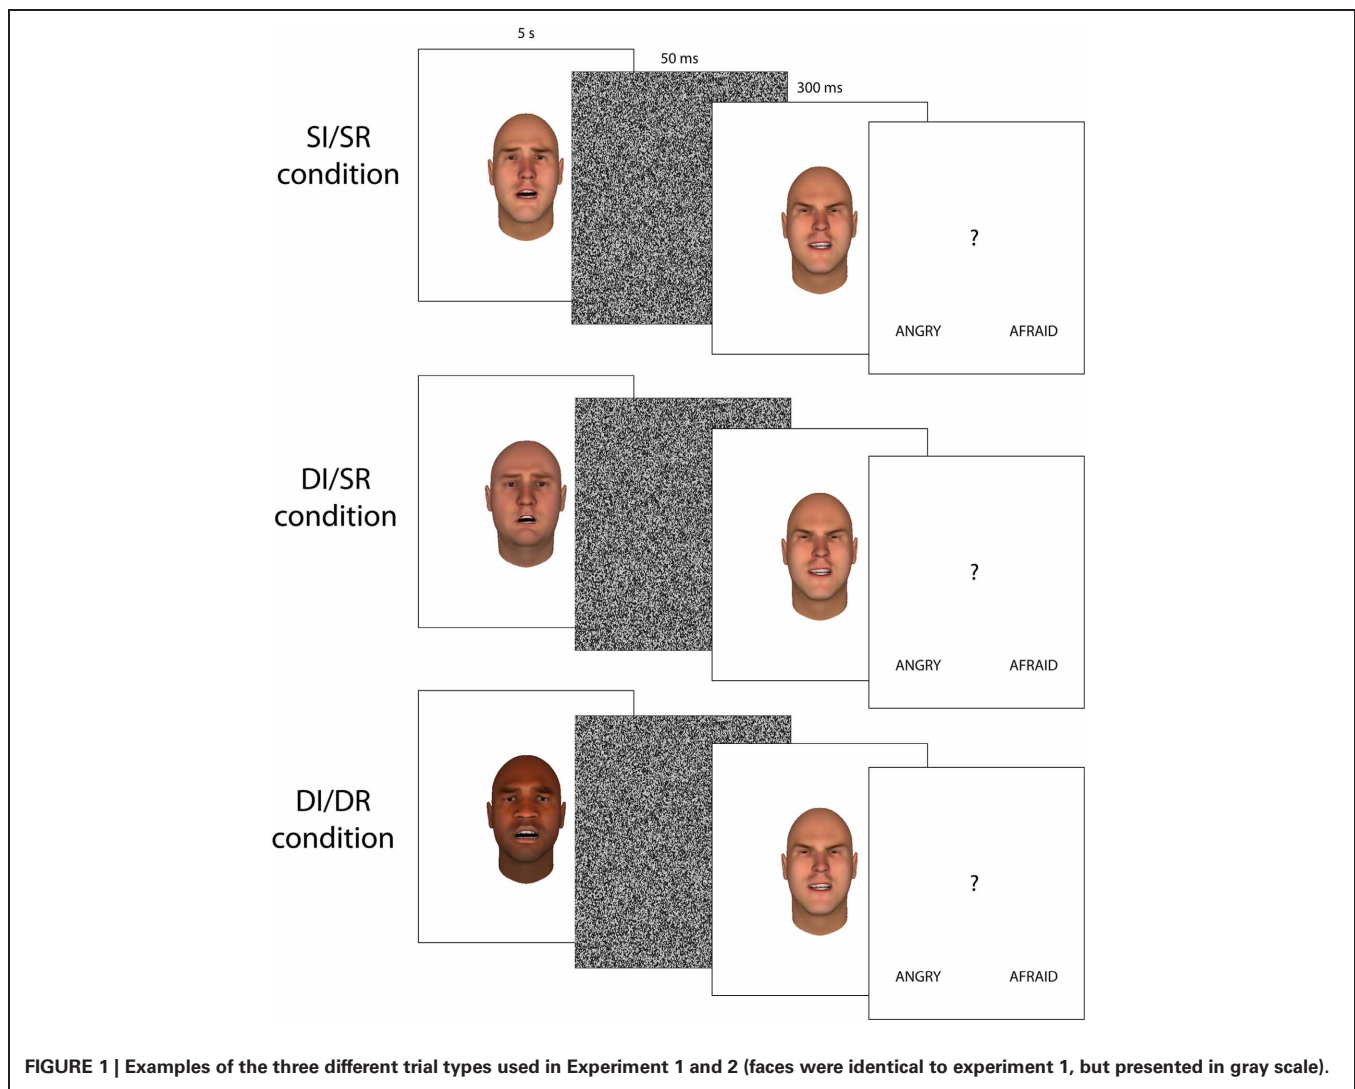 5 s
50 ms
300 ms
SI/SR
condition
?
ANGRY AFRAID
DI/SR
condition
?
ANGRY AFRAID
DI/DR
condition
?
ANGRY AFRAID
FIGURE 1 | Examples of the three different trial types used in Experiment 1 and 2 (faces were identical to experiment 1, but presented in gray scale).